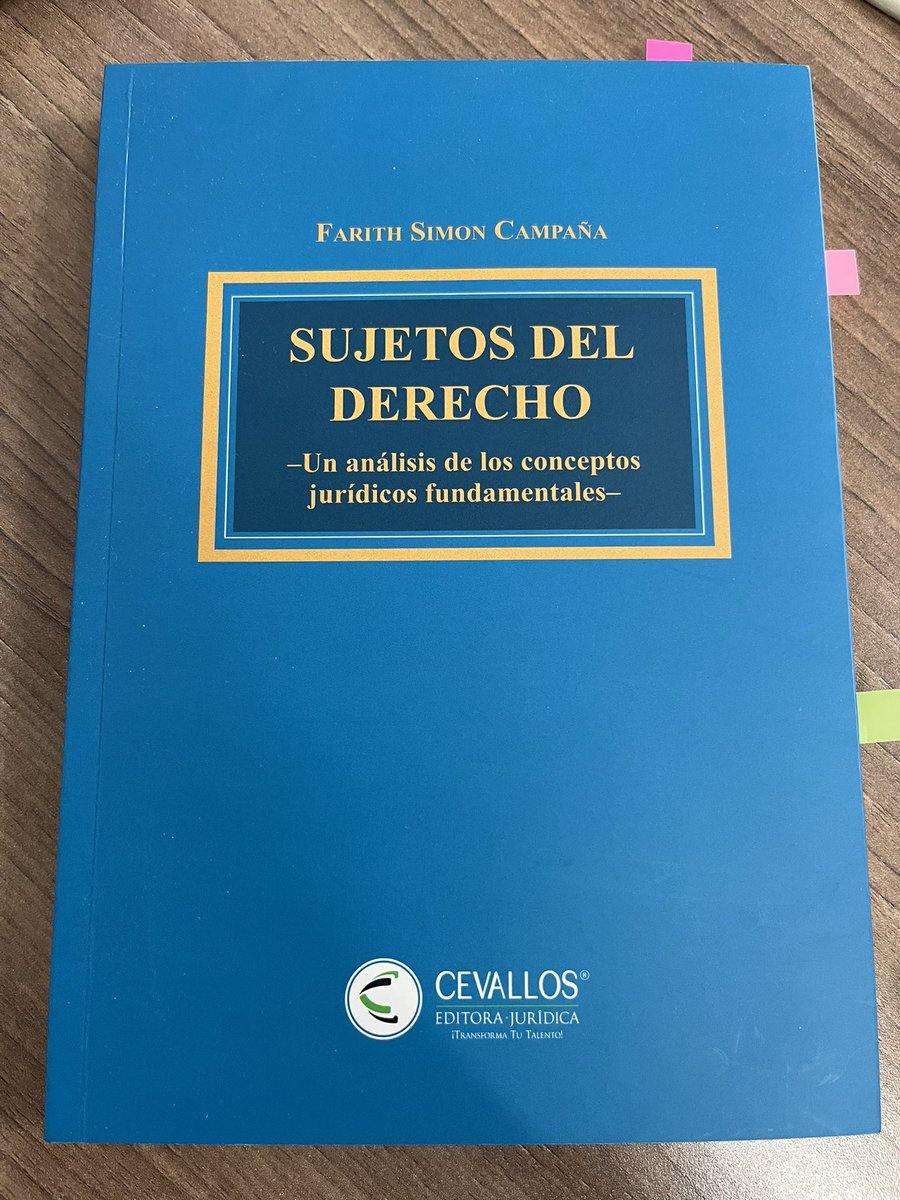 FARITH SIMON CAMPAÑA
SUJETOS DEL
DERECHO
–Un análisis de los conceptos
jurídicos fundamentales–
CEVALLOS®
EDITORA·JURÍDICA
¡TRANSFORMA TU TALENTO!